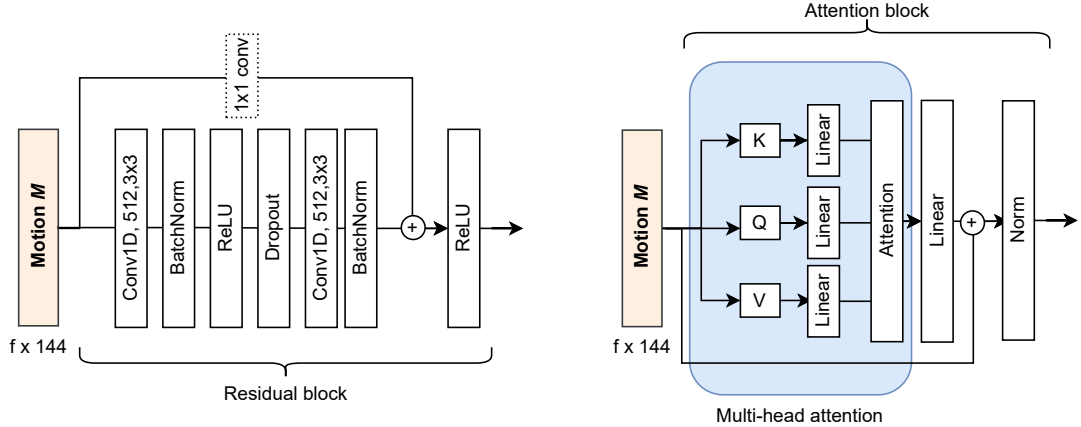 1x1 conv
Motion M
Conv1D, 512,3x3
BatchNorm
ReLU
Dropout
Conv1D, 512,3x3
BatchNorm
+
ReLU
f x 144
Residual block
Attention block
Motion M
K
Linear
Q
Linear
V
Linear
Attention
Linear
+
Norm
f x 144
Multi-head attention